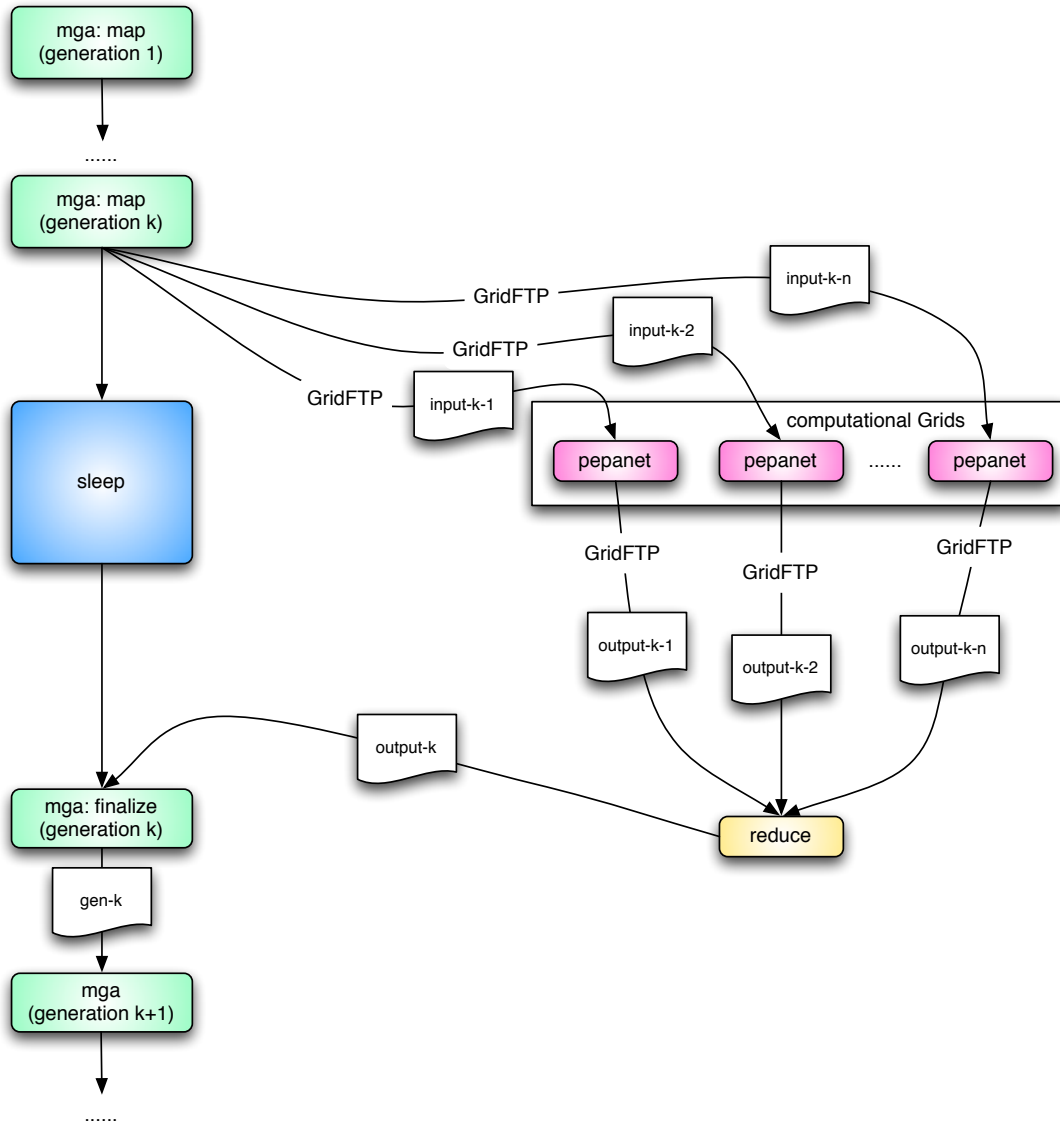 mga: map
(generation 1)
......
mga: map
(generation k)
GridFTP
input-k-n
GridFTP
input-k-2
GridFTP
input-k-1
computational Grids
sleep
pepanet
pepanet
......
pepanet
GridFTP
GridFTP
GridFTP
output-k-1
output-k-2
output-k-n
output-k
mga: finalize
(generation k)
reduce
gen-k
mga
(generation k+1)
......